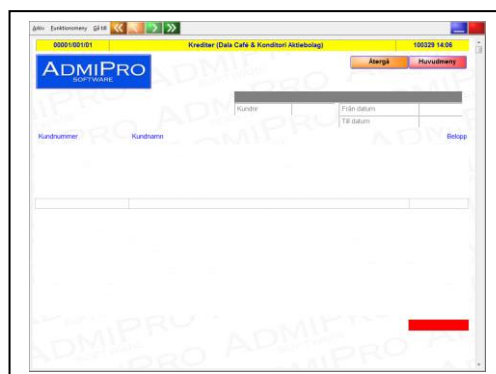 Arkiv Funktionsmeny Gå till
00001/001/01 Krediter (Dala Café & Konditori Aktiebolag) 100329 14:06
ADMIPRO
SOFTWARE
Återgå Huvudmeny
Kundnr Från datum
Till datum
Kundnummer Kundnamn Belopp